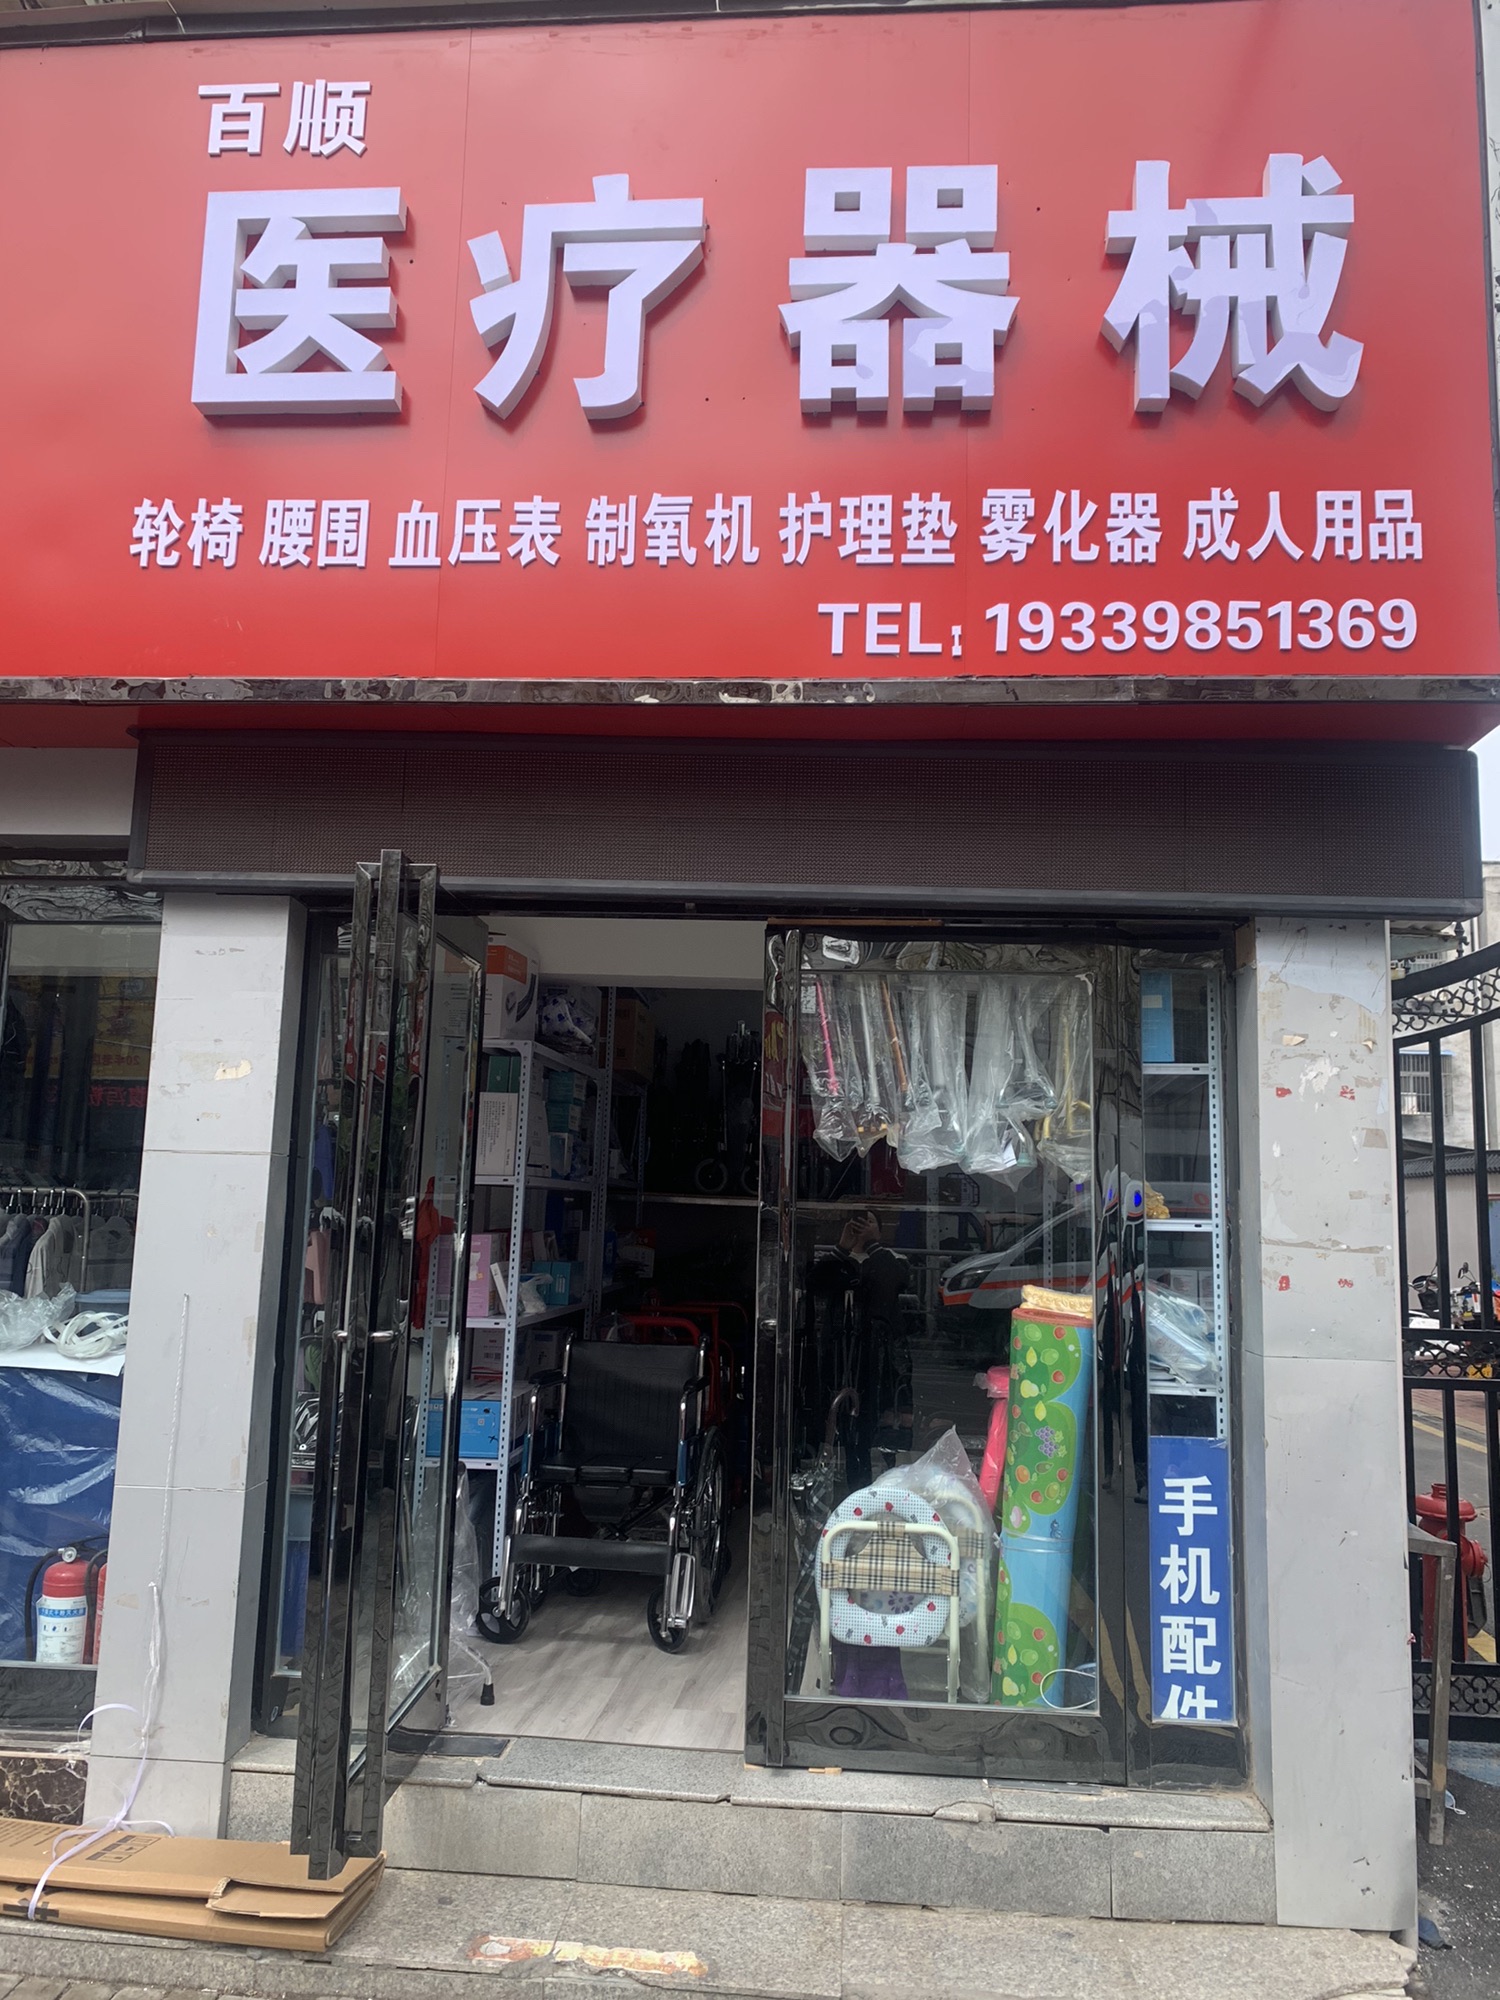 百顺
医疗器械
轮椅 腰围 血压表 制氧机 护理垫 雾化器 成人用品
TEL: 19339851369
手机配件